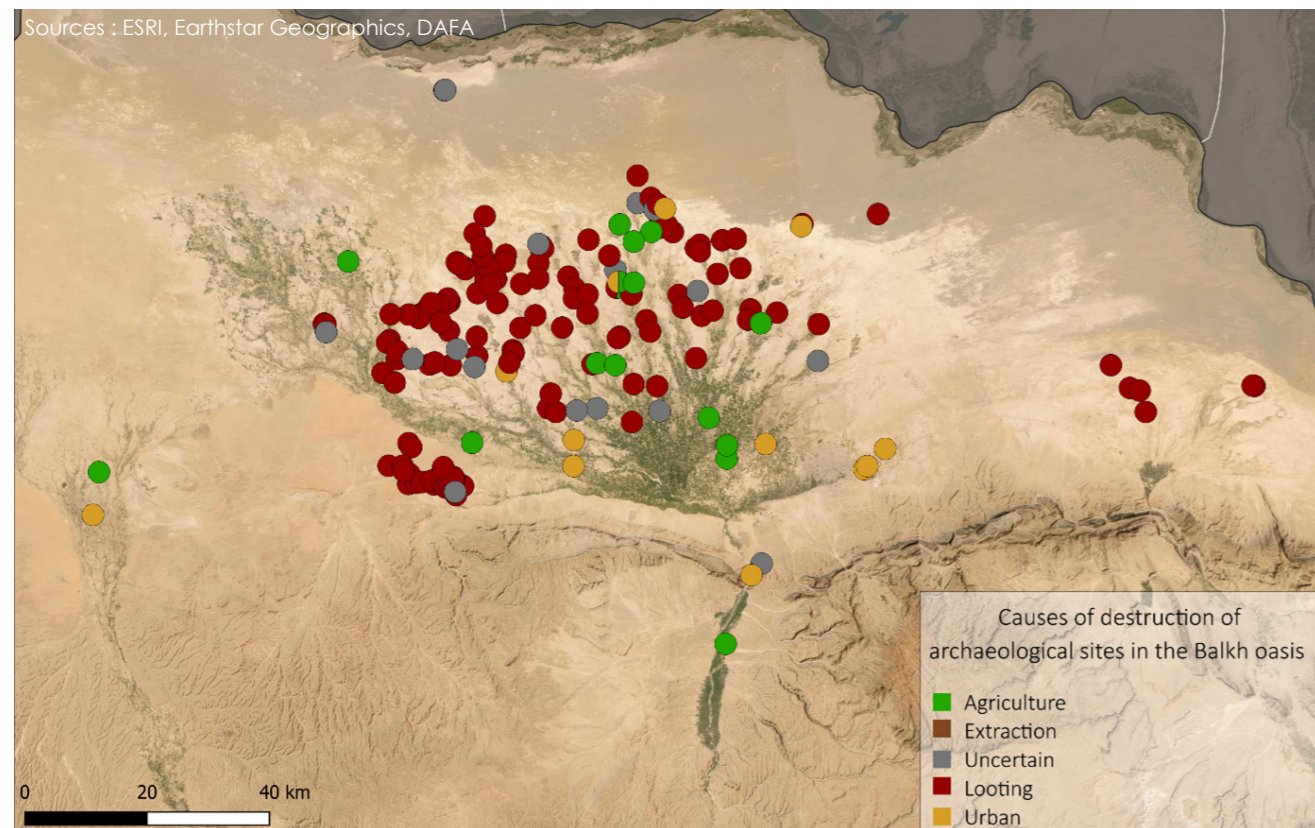 Sources : ESRI, Earthstar Geographics, DAFA
Causes of destruction of
archaeological sites in the Balkh oasis
Agriculture
Extraction
Uncertain
Looting
Urban
0 20 40 km